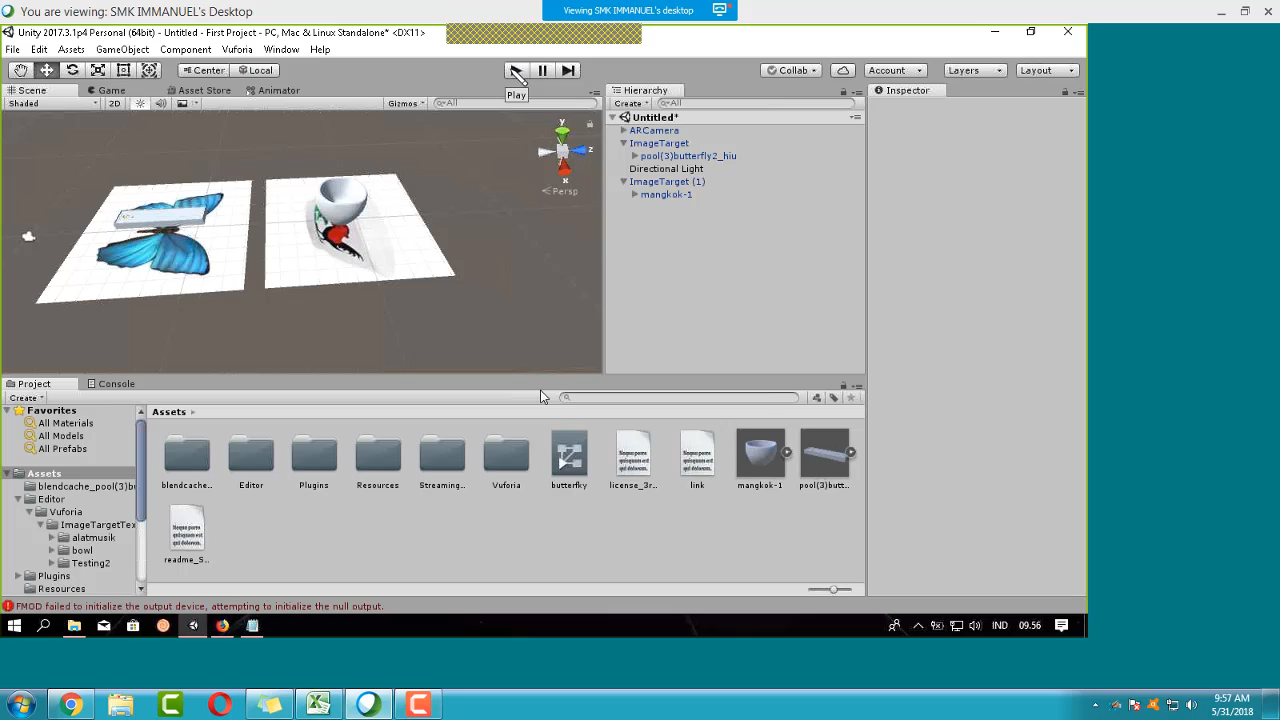 You are viewing: SMK IMMANUEL's Desktop
Viewing SMK IMMANUEL's desktop
Unity 2017.3.1p4 Personal (64bit) - Untitled - First Project - PC, Mac & Linux Standalone* <DX11>
File Edit Assets GameObject Component Vuforia Window Help
Center Local Collab Account Layers Layout
Play
Scene Game Asset Store Animator
Shaded 2D Gizmos All
y
z
x
Persp
Hierarchy
Create All
Untitled*
ARCamera
ImageTarget
pool(3)butterfly2_hiu
Directional Light
ImageTarget (1)
mangkok-1
Inspector
Project Console
Create
Favorites
All Materials
All Models
All Prefabs
Assets
blendcache_pool(3)b
Editor
Vuforia
ImageTargetTex
alatmusik
bowl
Testing2
Plugins
Resources
Assets
blendcache... Editor Plugins Resources Streaming.. Vuforia butterfky license_3r.. link mangkok-1 pool(3)butt..
readme_S..
FMOD failed to initialize the output device, attempting to initialize the null output.
IND 09.56
9:57 AM
5/31/2018